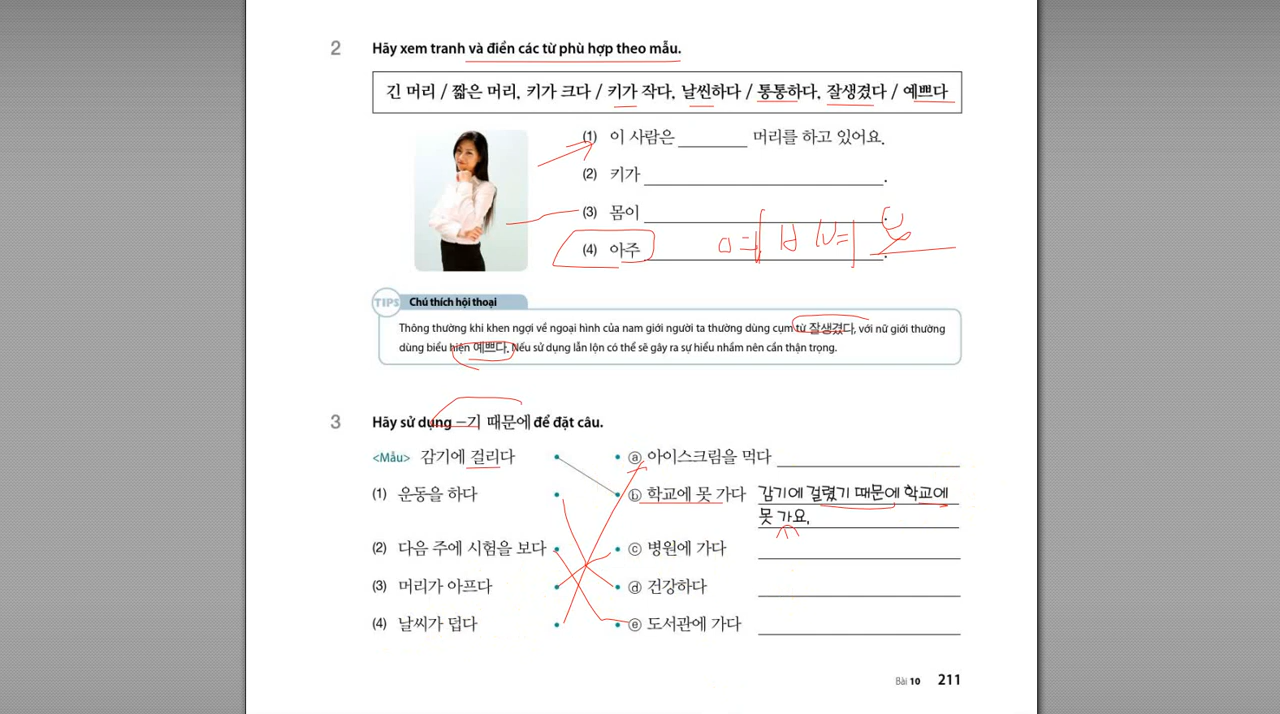 2 Hãy xem tranh và điền các từ phù hợp theo mẫu.
긴 머리 / 짧은 머리, 키가 크다 / 키가 작다, 날씬하다 / 통통하다, 잘생겼다 / 예쁘다
(1) 이 사람은 ________ 머리를 하고 있어요.
(2) 키가 ________.
(3) 몸이 ________.
(4) 아주 ________.
TIPS Chú thích hội thoại
Thông thường khi khen ngợi về ngoại hình của nam giới người ta thường dùng cụm từ 잘생겼다, với nữ giới thường
dùng biểu hiện 예쁘다. Nếu sử dụng lẫn lộn có thể sẽ gây ra sự hiểu nhầm nên cẩn thận trọng.
3 Hãy sử dụng –기 때문에 để đặt câu.
<Mẫu> 감기에 걸리다 • • ⓐ 아이스크림을 먹다
(1) 운동을 하다 • • ⓑ 학교에 못 가다 감기에 걸렸기 때문에 학교에
못 가요.
(2) 다음 주에 시험을 보다 • • ⓒ 병원에 가다
(3) 머리가 아프다 • • ⓓ 건강하다
(4) 날씨가 덥다 • • ⓔ 도서관에 가다
Bài 10 211